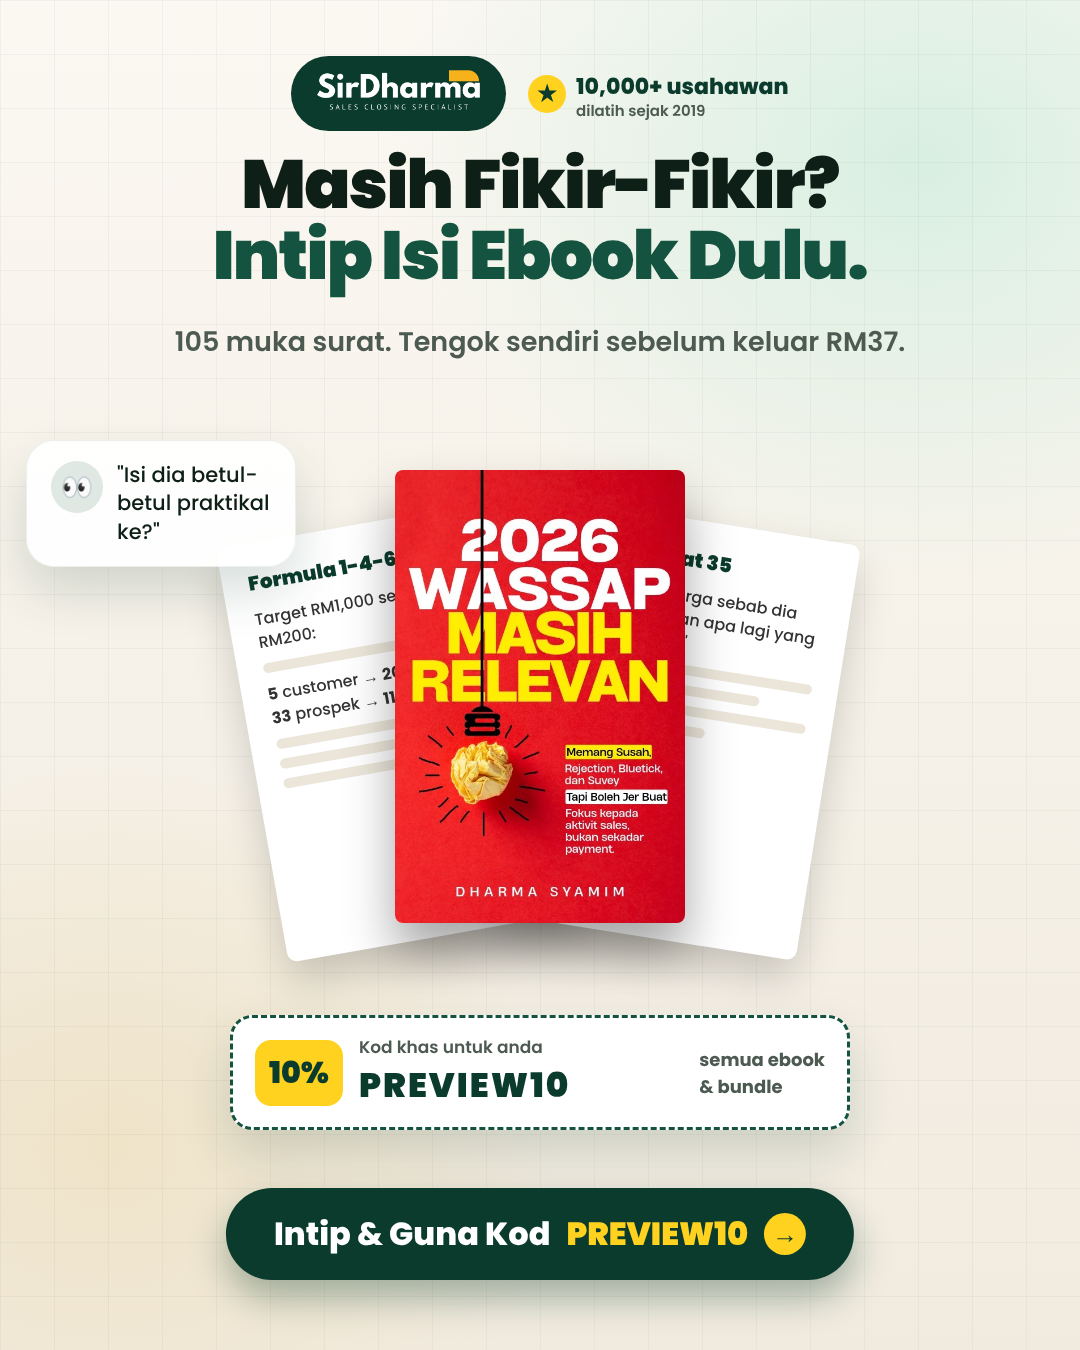 SirDharma
SALES CLOSING SPECIALIST
★ 10,000+ usahawan
dilatih sejak 2019
Masih Fikir-Fikir?
Intip Isi Ebook Dulu.
105 muka surat. Tengok sendiri sebelum keluar RM37.
"Isi dia betul-
betul praktikal
ke?"
Formula 1-4-6
Target RM1,000 se
RM200:
5 customer → 20
33 prospek → 11
2026
WASSAP
MASIH
RELEVAN
Memang Susah,
Rejection, Bluetick,
dan Suvey
Tapi Boleh Jer Buat
Fokus kepada
aktivit sales,
bukan sekadar
payment.
DHARMA SYAMIM
at 35
rga sebab dia
an apa lagi yang
10%
Kod khas untuk anda
PREVIEW10
semua ebook
& bundle
Intip & Guna Kod PREVIEW10 →